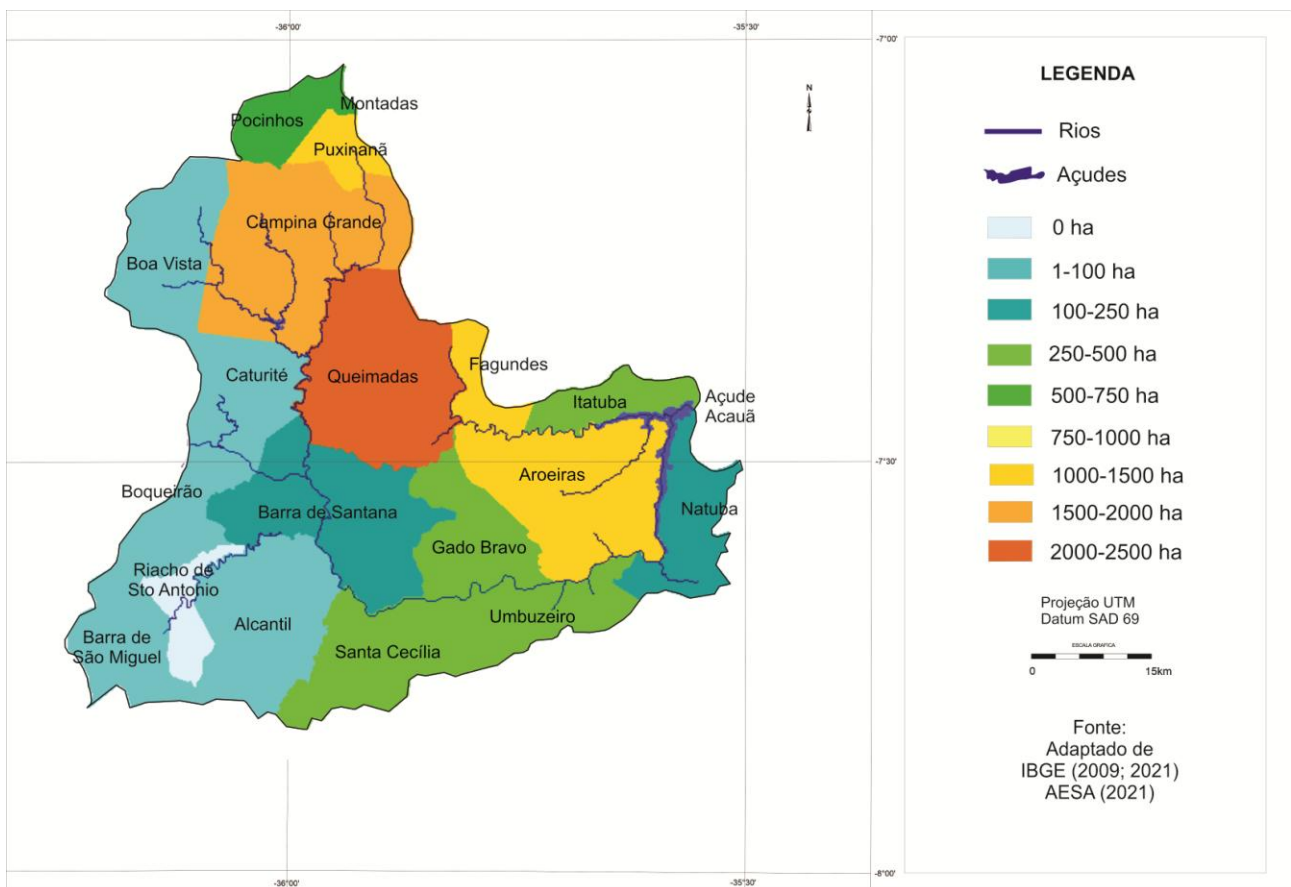 -36°00'
-35°30'
-7°00'
N
Montadas
Pocinhos
Puxinanã
Campina Grande
Boa Vista
Fagundes
Caturité
Queimadas
Itatuba
Açude
Acauã
-7°30'
Aroeiras
Boqueirão
Barra de Santana
Natuba
Gado Bravo
Riacho de
Sto Antonio
Umbuzeiro
Alcantil
Barra de
São Miguel
Santa Cecília
-36°00'
-35°30'
-8°00'
LEGENDA
Rios
Açudes
0 ha
1-100 ha
100-250 ha
250-500 ha
500-750 ha
750-1000 ha
1000-1500 ha
1500-2000 ha
2000-2500 ha
Projeção UTM
Datum SAD 69
ESCALA GRAFICA
0 15km
Fonte:
Adaptado de
IBGE (2009; 2021)
AESA (2021)